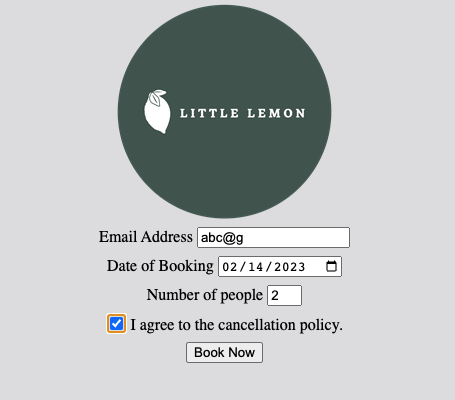 LITTLE LEMON
Email Address abc@g
Date of Booking 02/14/2023
Number of people 2
I agree to the cancellation policy.
Book Now